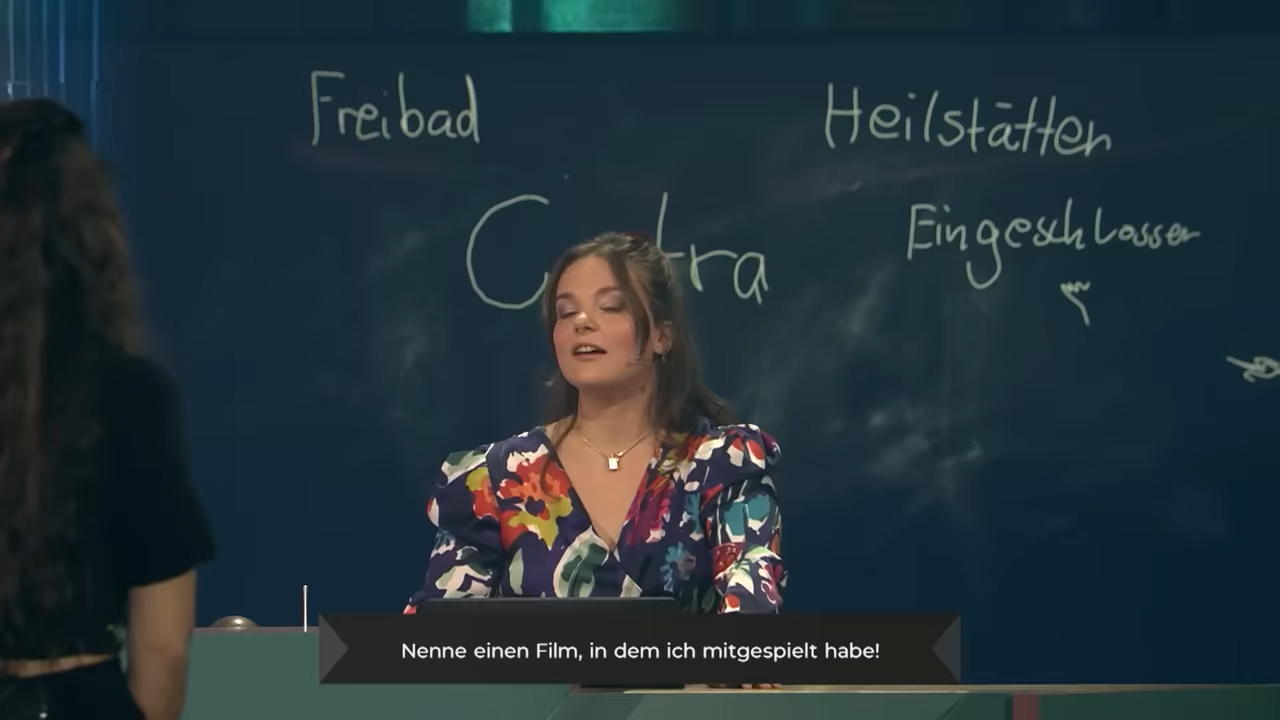 Freibad
Heilstätten
Eingeschlossen
Nenne einen Film, in dem ich mitgespielt habe!